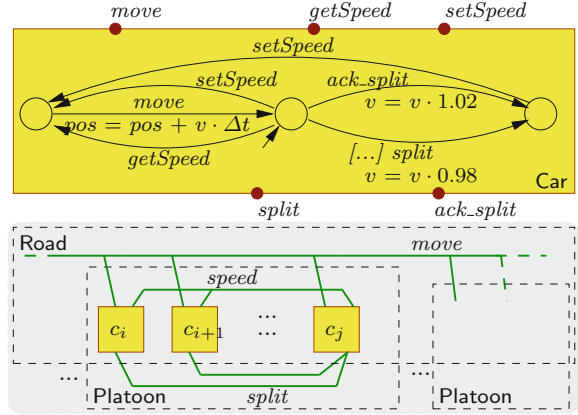 move getSpeed setSpeed
setSpeed
setSpeed ack_split
move v = v · 1.02
pos = pos + v · Δt
getSpeed [...] split
v = v · 0.98 Car
split ack_split
Road move
speed
c_i c_{i+1} ... c_j
...
... ...
Platoon split Platoon